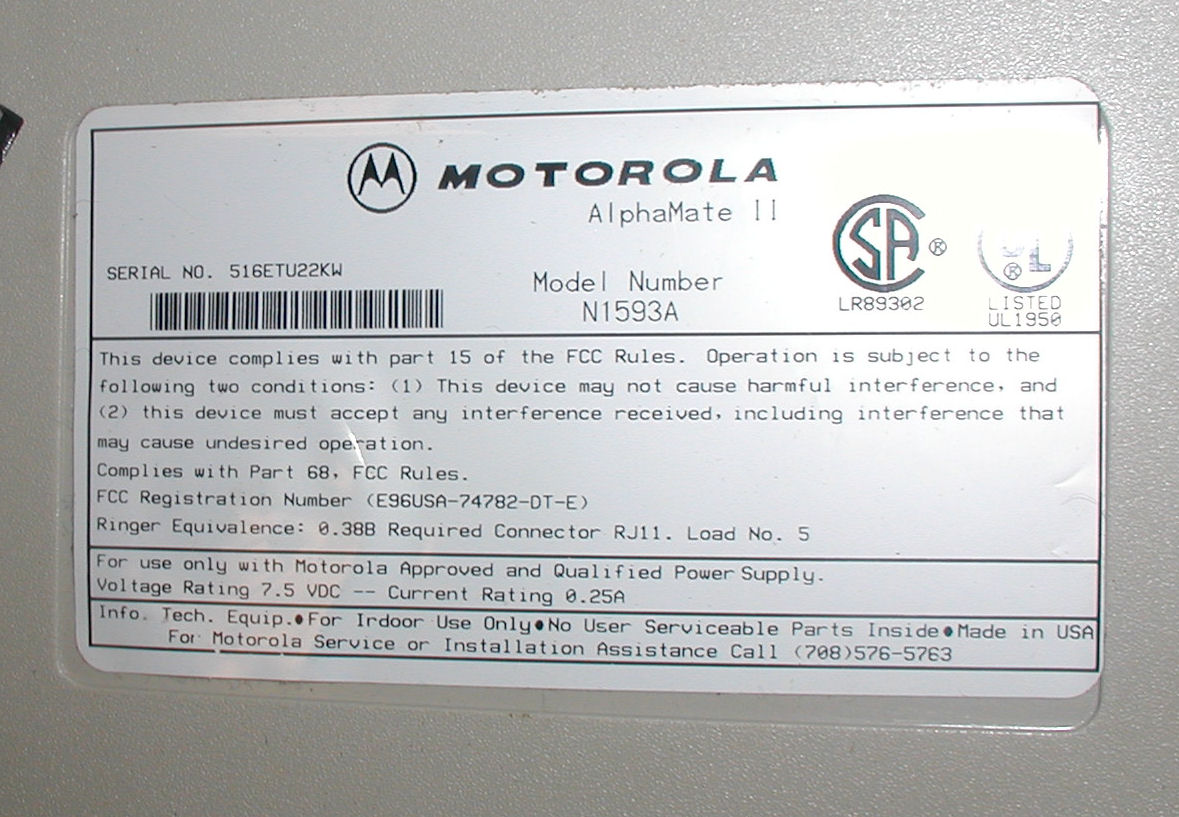 MOTOROLA
AlphaMate II
SERIAL NO. 516ETU22KW
Model Number
N1593A
SA ®
LR89302
UL ®
LISTED
UL1950
This device complies with part 15 of the FCC Rules. Operation is subject to the
following two conditions: (1) This device may not cause harmful interference, and
(2) this device must accept any interference received, including interference that
may cause undesired operation.
Complies with Part 68, FCC Rules.
FCC Registration Number (E96USA-74782-DT-E)
Ringer Equivalence: 0.38B Required Connector RJ11. Load No. 5
For use only with Motorola Approved and Qualified Power Supply.
Voltage Rating 7.5 VDC -- Current Rating 0.25A
Info. Tech. Equip.●For Irdoor Use Only●No User Serviceable Parts Inside●Made in USA
For Motorola Service or Installation Assistance Call (708)576-5763